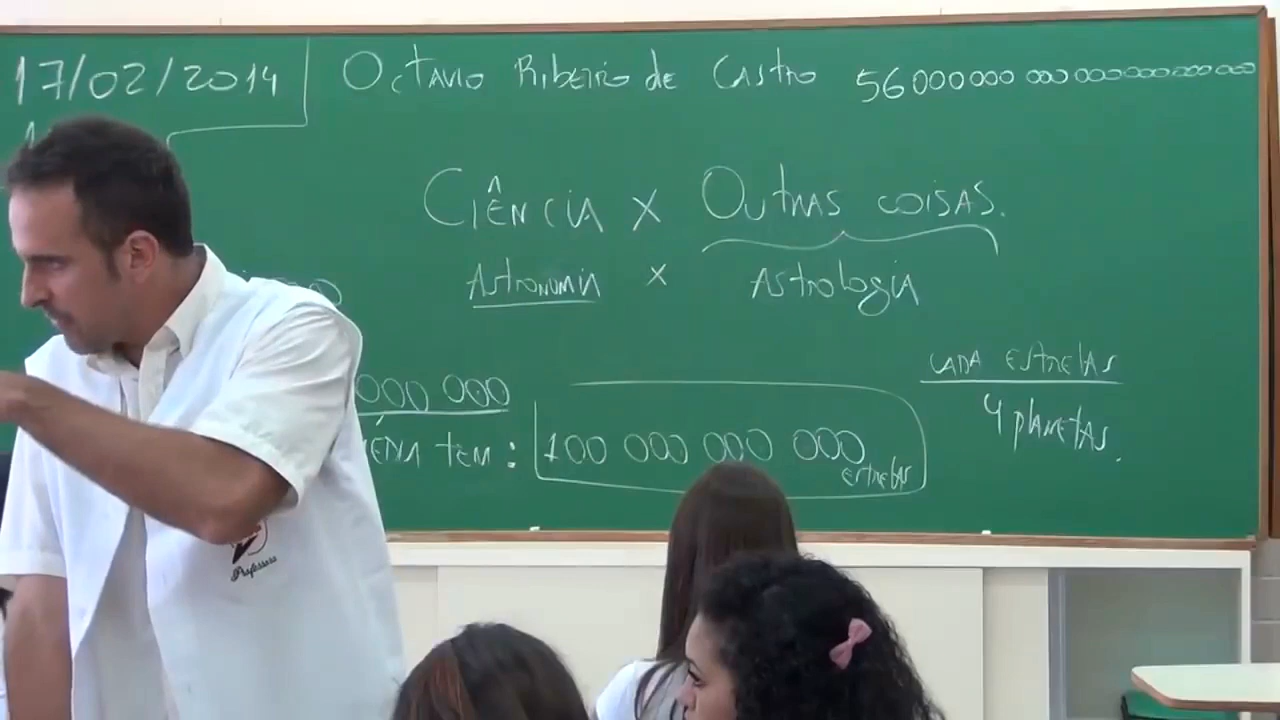 17/02/2014 Octavio Ribeiro de Castro 56000000 000 000 000 000 000
Ciência x Outras coisas.
Astronomia x Astrologia
cada estrelas
4 planetas.
000 000
tem : 100 000 000 000
estrelas
Professor